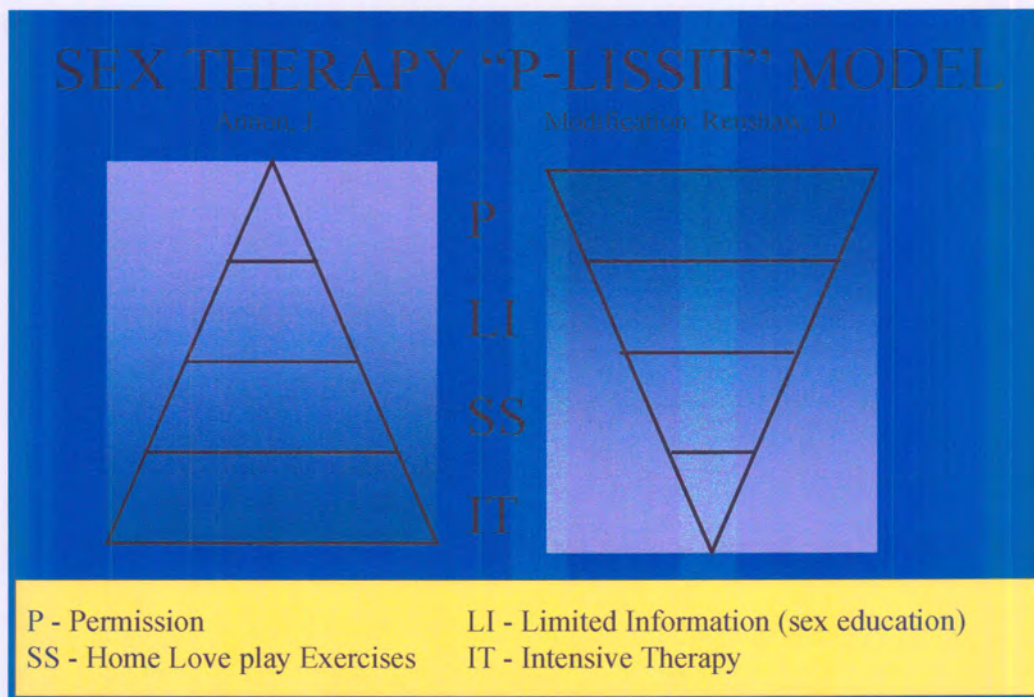 SEX THERAPY “P-LISSIT” MODEL
Annon, J.
Modification: Renshaw, D.
P
LI
SS
IT
P - Permission
LI - Limited Information (sex education)
SS - Home Love play Exercises
IT - Intensive Therapy